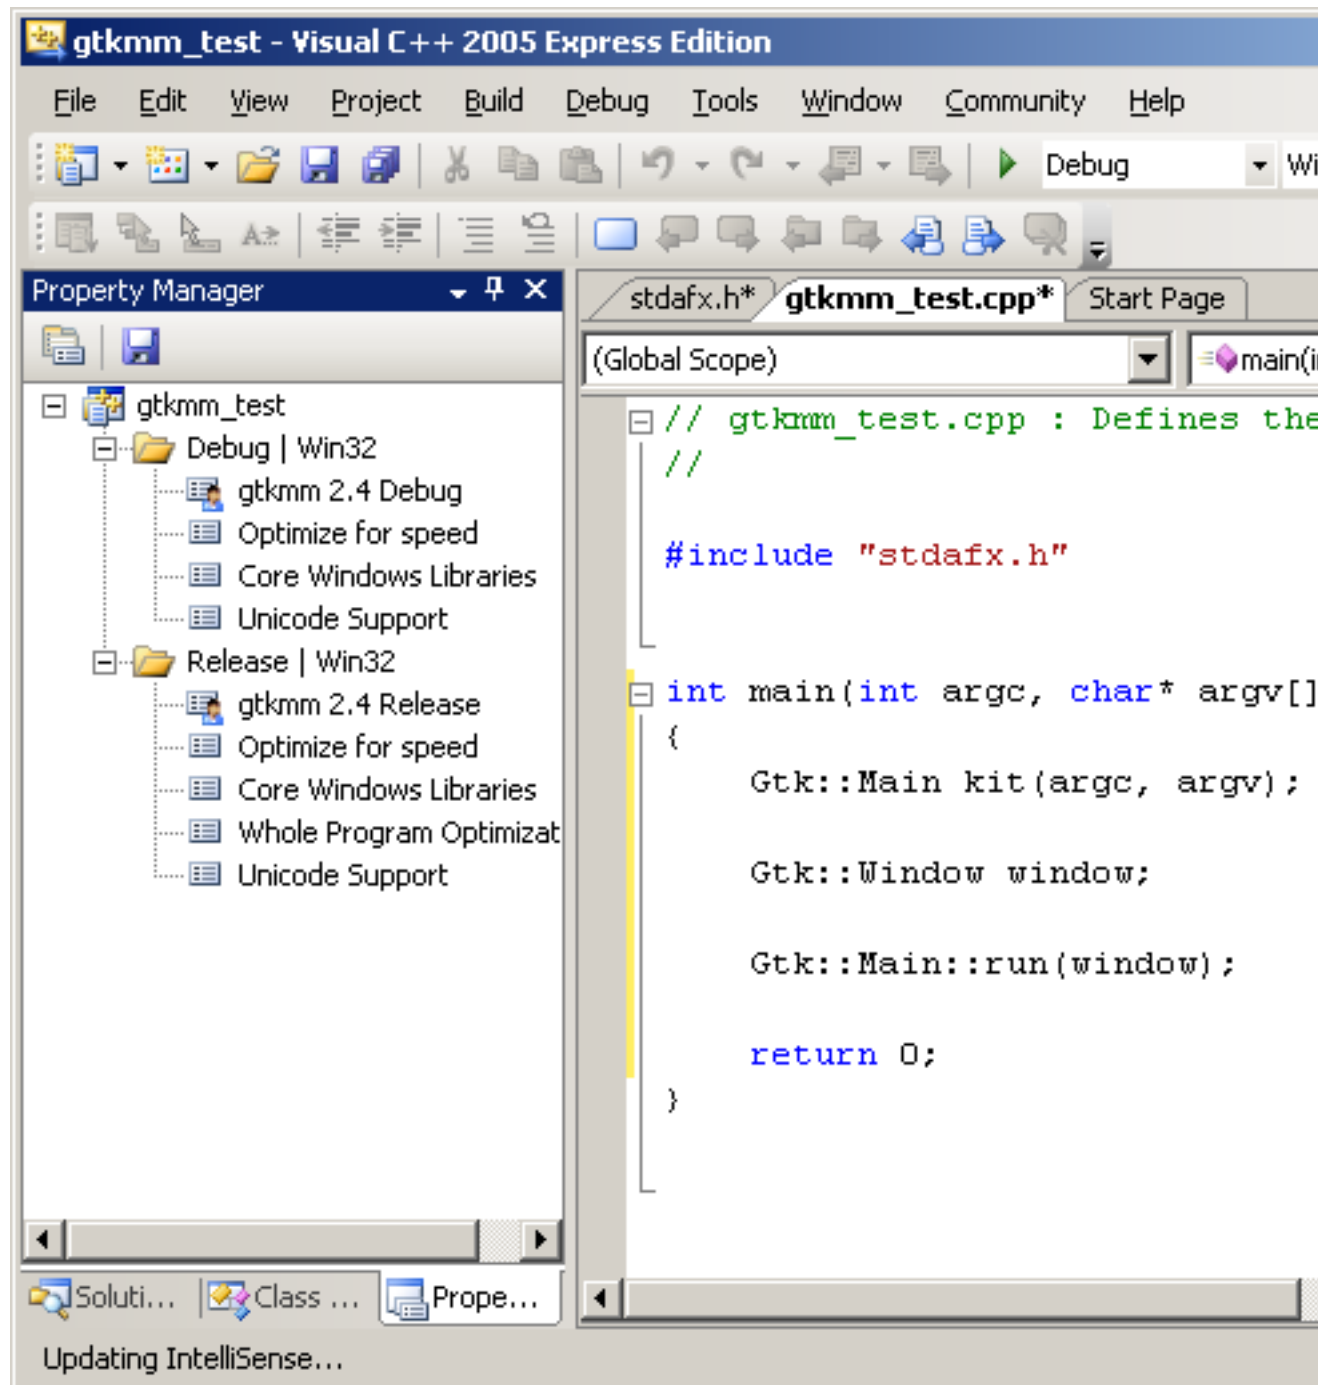 gtkmm_test - Visual C++ 2005 Express Edition
File Edit View Project Build Debug Tools Window Community Help
Debug Wi
Property Manager
stdafx.h* gtkmm_test.cpp* Start Page
(Global Scope) main(i
gtkmm_test
Debug | Win32
gtkmm 2.4 Debug
Optimize for speed
Core Windows Libraries
Unicode Support
Release | Win32
gtkmm 2.4 Release
Optimize for speed
Core Windows Libraries
Whole Program Optimizat
Unicode Support
// gtkmm_test.cpp : Defines the
//
#include "stdafx.h"
int main(int argc, char* argv[]
{
Gtk::Main kit(argc, argv);
Gtk::Window window;
Gtk::Main::run(window);
return 0;
}
Soluti... Class ... Prope...
Updating IntelliSense...